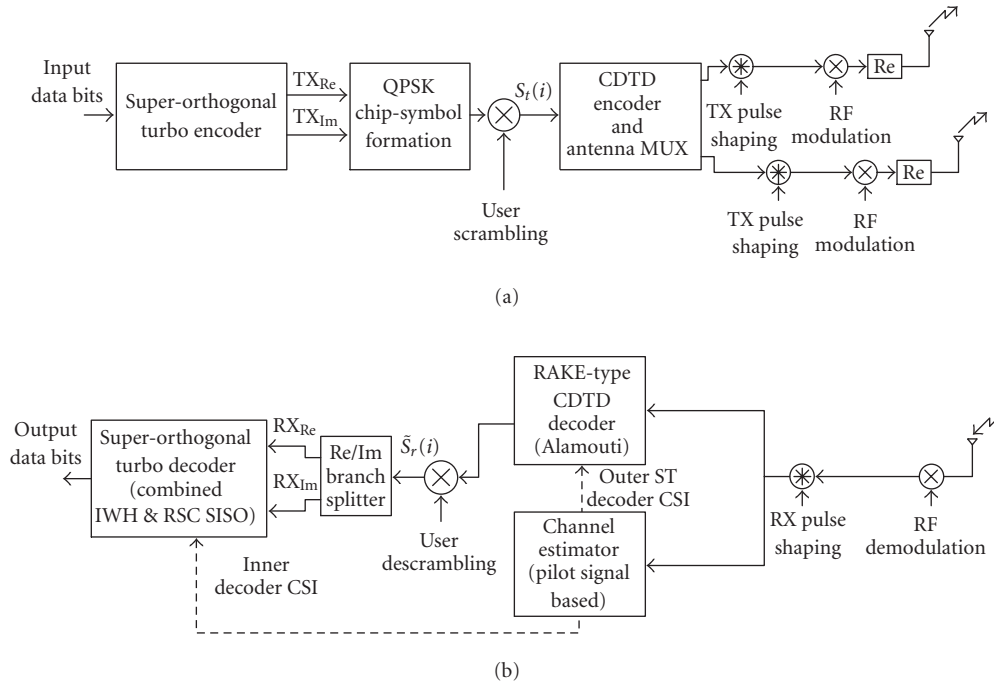 Input
data bits
Super-orthogonal
turbo encoder
TX_Re
TX_Im
QPSK
chip-symbol
formation
S_t(i)
User
scrambling
CDTD
encoder
and
antenna MUX
TX pulse
shaping
RF
modulation
Re
TX pulse
shaping
RF
modulation
Re
(a)
Output
data bits
Super-orthogonal
turbo decoder
(combined
IWH & RSC SISO)
RX_Re
RX_Im
Re/Im
branch
splitter
S̃_r(i)
User
descrambling
RAKE-type
CDTD
decoder
(Alamouti)
Outer ST
decoder CSI
Channel
estimator
(pilot signal
based)
Inner
decoder CSI
RX pulse
shaping
RF
demodulation
(b)